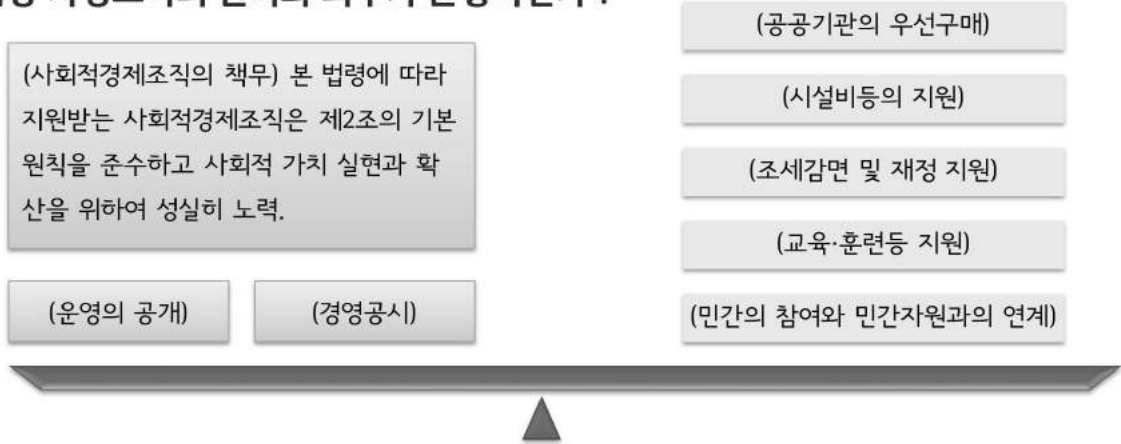 (사회적경제조직의 책무) 본 법령에 따라
지원받는 사회적경제조직은 제2조의 기본
원칙을 준수하고 사회적 가치 실현과 확
산을 위하여 성실히 노력.
(운영의 공개)
(경영공시)
(공공기관의 우선구매)
(시설비등의 지원)
(조세감면 및 재정 지원)
(교육·훈련등 지원)
(민간의 참여와 민간자원과의 연계)